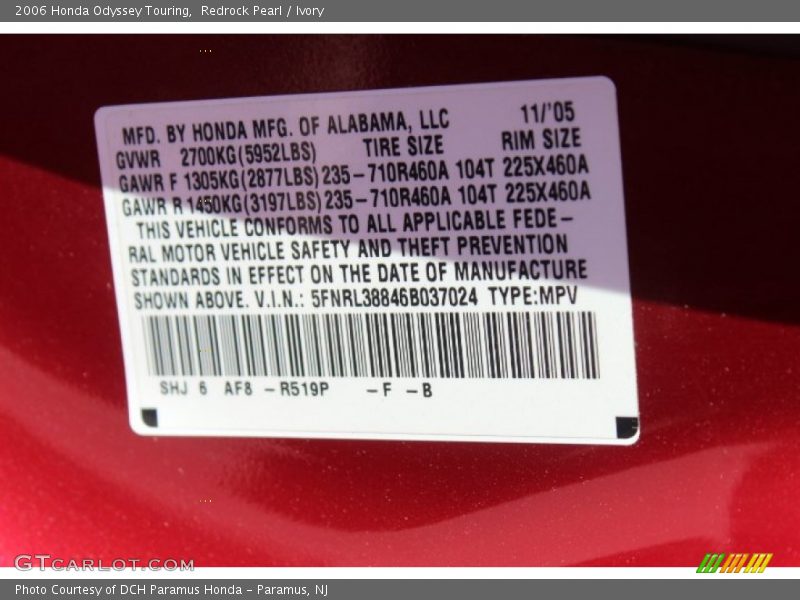 2006 Honda Odyssey Touring, Redrock Pearl / Ivory
MFD. BY HONDA MFG. OF ALABAMA, LLC 11/'05
GVWR 2700KG(5952LBS) TIRE SIZE RIM SIZE
GAWR F 1305KG(2877LBS) 235-710R460A 104T 225X460A
GAWR R 1450KG(3197LBS) 235-710R460A 104T 225X460A
THIS VEHICLE CONFORMS TO ALL APPLICABLE FEDE-
RAL MOTOR VEHICLE SAFETY AND THEFT PREVENTION
STANDARDS IN EFFECT ON THE DATE OF MANUFACTURE
SHOWN ABOVE. V.I.N.: 5FNRL38846B037024 TYPE:MPV
SHJ 6 AF8 -R519P -F -B
GTCARLOT.COM
Photo Courtesy of DCH Paramus Honda - Paramus, NJ